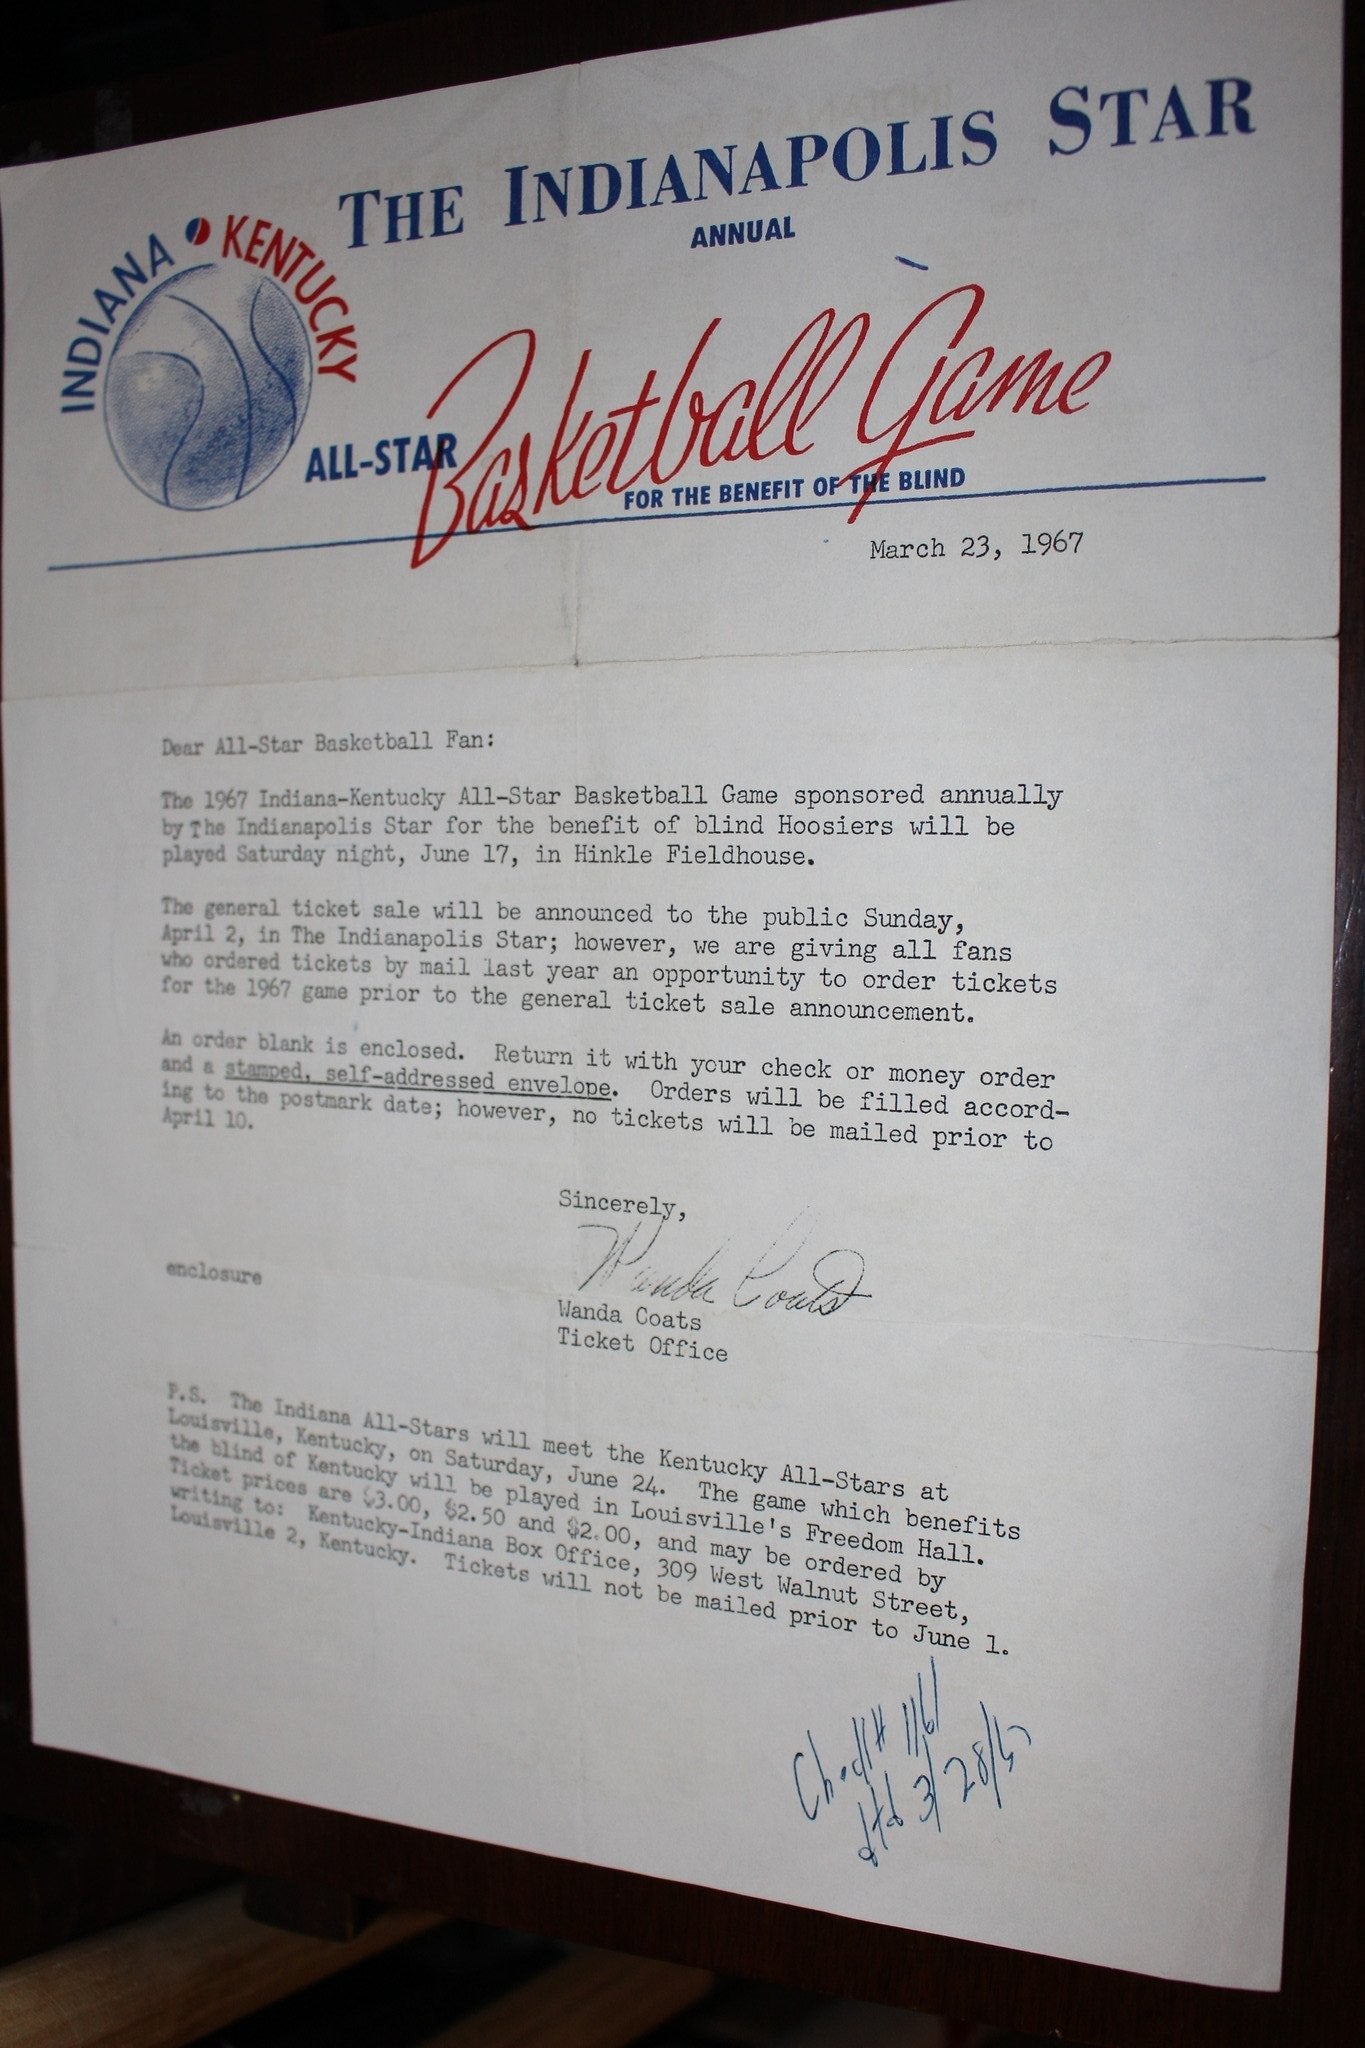 THE INDIANAPOLIS STAR
ANNUAL
INDIANA • KENTUCKY
ALL-STAR Basketball Game
FOR THE BENEFIT OF THE BLIND
March 23, 1967
Dear All-Star Basketball Fan:
The 1967 Indiana-Kentucky All-Star Basketball Game sponsored annually
by The Indianapolis Star for the benefit of blind Hoosiers will be
played Saturday night, June 17, in Hinkle Fieldhouse.
The general ticket sale will be announced to the public Sunday,
April 2, in The Indianapolis Star; however, we are giving all fans
who ordered tickets by mail last year an opportunity to order tickets
for the 1967 game prior to the general ticket sale announcement.
An order blank is enclosed. Return it with your check or money order
and a stamped, self-addressed envelope. Orders will be filled accord-
ing to the postmark date; however, no tickets will be mailed prior to
April 10.
Sincerely,
Wanda Coats
enclosure
Wanda Coats
Ticket Office
P.S. The Indiana All-Stars will meet the Kentucky All-Stars at
Louisville, Kentucky, on Saturday, June 24. The game which benefits
the blind of Kentucky will be played in Louisville's Freedom Hall.
Ticket prices are $3.00, $2.50 and $2.00, and may be ordered by
writing to: Kentucky-Indiana Box Office, 309 West Walnut Street,
Louisville 2, Kentucky. Tickets will not be mailed prior to June 1.
Check # 1161
dtd